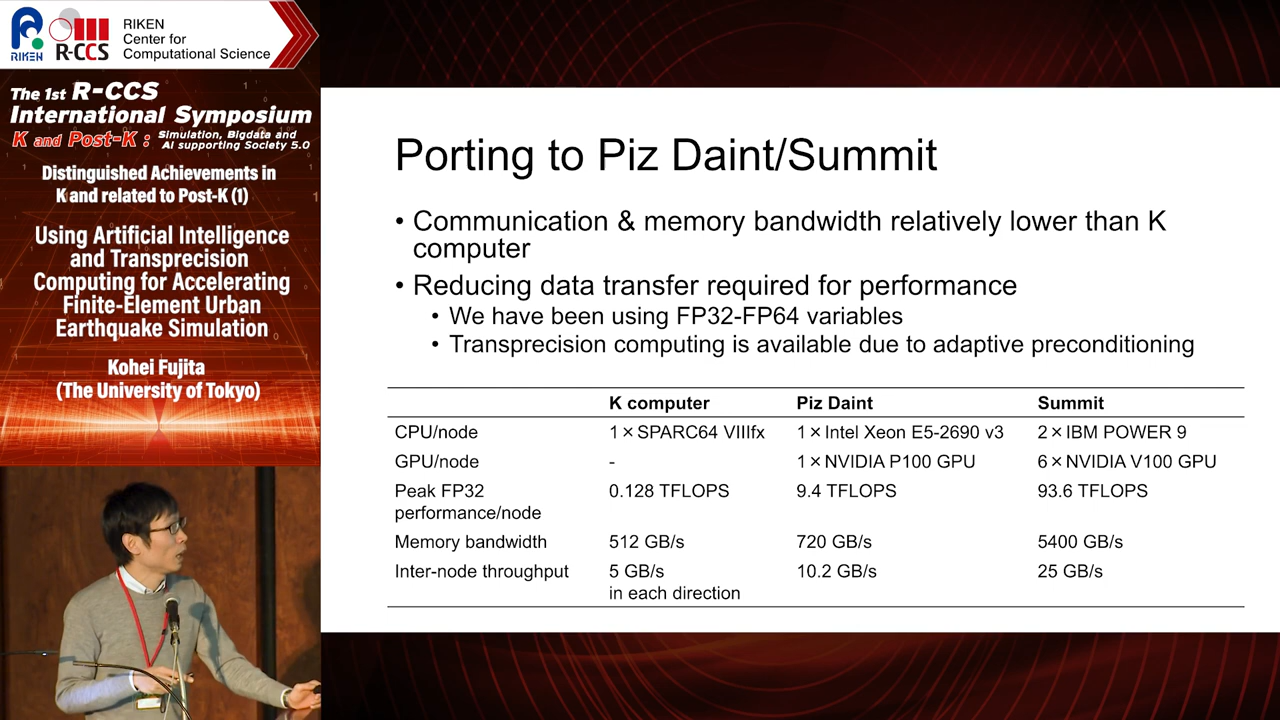 RIKEN
R-CCS
RIKEN
Center for
Computational Science
The 1st R-CCS
International Symposium
K and Post-K : Simulation, Bigdata and
AI supporting Society 5.0
Distinguished Achievements in
K and related to Post-K (1)
Using Artificial Intelligence
and Transprecision
Computing for Accelerating
Finite-Element Urban
Earthquake Simulation
Kohei Fujita
(The University of Tokyo)
Porting to Piz Daint/Summit
• Communication & memory bandwidth relatively lower than K
computer
• Reducing data transfer required for performance
• We have been using FP32-FP64 variables
• Transprecision computing is available due to adaptive preconditioning
K computer Piz Daint Summit
CPU/node 1×SPARC64 VIIIfx 1×Intel Xeon E5-2690 v3 2×IBM POWER 9
GPU/node - 1×NVIDIA P100 GPU 6×NVIDIA V100 GPU
Peak FP32 0.128 TFLOPS 9.4 TFLOPS 93.6 TFLOPS
performance/node
Memory bandwidth 512 GB/s 720 GB/s 5400 GB/s
Inter-node throughput 5 GB/s 10.2 GB/s 25 GB/s
in each direction